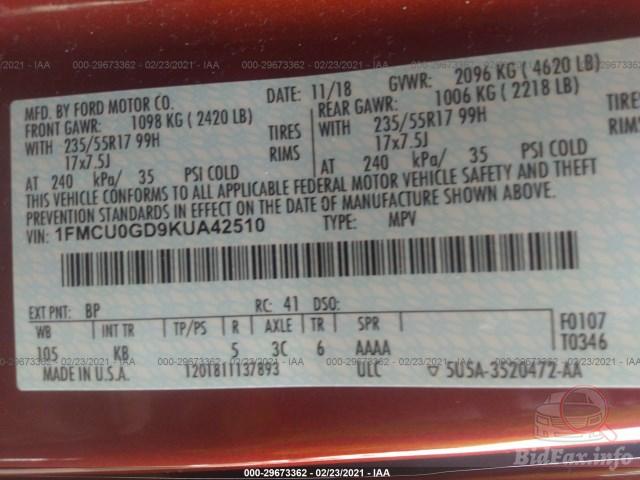 000-29673362 - 02/23/2021 - IAA
MFD. BY FORD MOTOR CO.
DATE: 11/18
GVWR: 2096 KG ( 4620 LB)
FRONT GAWR: 1098 KG ( 2420 LB)
REAR GAWR: 1006 KG ( 2218 LB)
WITH 235/55R17 99H TIRES
235/55R17 99H TIRES
17x7.5J RIMS
WITH 17x7.5J RIMS
AT 240 kPa/ 35 PSI COLD
AT 240 kPa/ 35 PSI COLD
THIS VEHICLE CONFORMS TO ALL APPLICABLE FEDERAL MOTOR VEHICLE SAFETY AND THEFT
PREVENTION STANDARDS IN EFFECT ON THE DATE OF MANUFACTURE SHOWN ABOVE.
VIN: 1FMCU0GD9KUA42510
TYPE: MPV
EXT PNT: BP RC: 41 DSO:
WB INT TR TP/PS R AXLE TR SPR
105 KB 5 3C 6 AAAA
F0107
T0346
MADE IN U.S.A. 1201811137893 ULC 5U5A-3520472-AA
BidFax.info
000-29673362 - 02/23/2021 - IAA